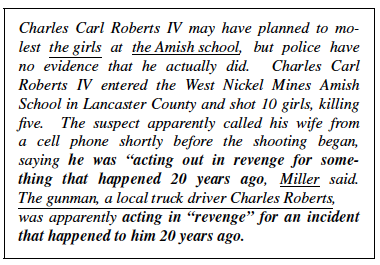 Charles Carl Roberts IV may have planned to mo-
lest the girls at the Amish school, but police have
no evidence that he actually did. Charles Carl
Roberts IV entered the West Nickel Mines Amish
School in Lancaster County and shot 10 girls, killing
five. The suspect apparently called his wife from
a cell phone shortly before the shooting began,
saying he was “acting out in revenge for some-
thing that happened 20 years ago, Miller said.
The gunman, a local truck driver Charles Roberts,
was apparently acting in “revenge” for an incident
that happened to him 20 years ago.